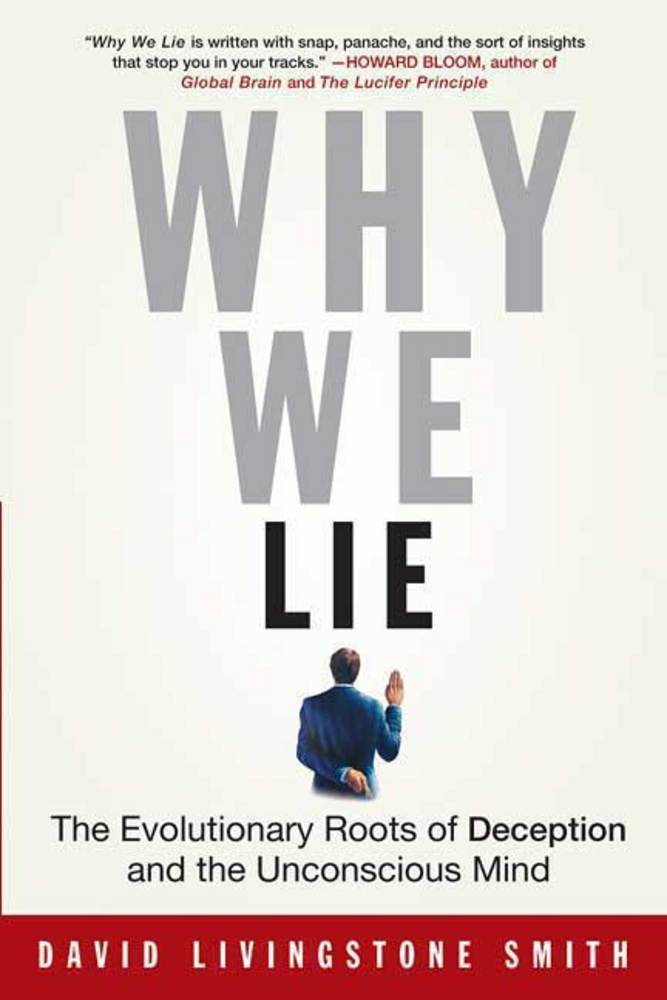 “Why We Lie is written with snap, panache, and the sort of insights
that stop you in your tracks.” —HOWARD BLOOM, author of
Global Brain and The Lucifer Principle
WHY
WE
LIE
The Evolutionary Roots of Deception
and the Unconscious Mind
DAVID LIVINGSTONE SMITH